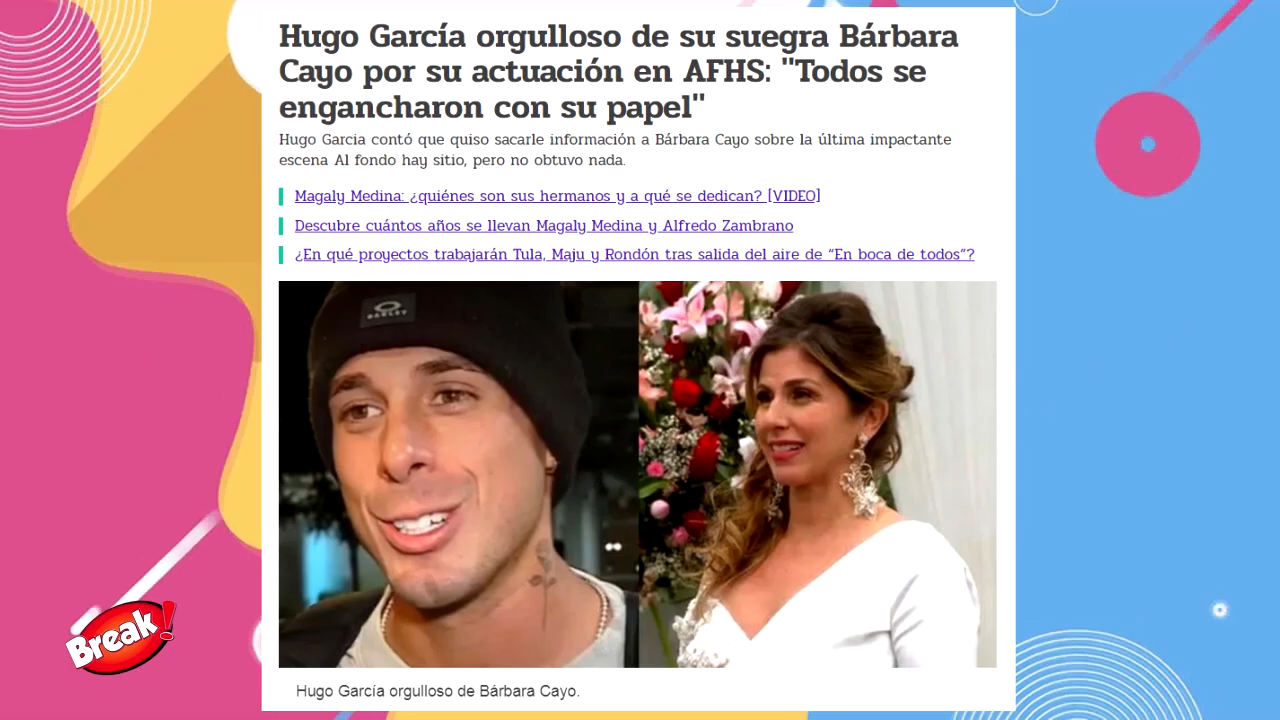 Hugo García orgulloso de su suegra Bárbara
Cayo por su actuación en AFHS: "Todos se
engancharon con su papel"
Hugo Garcia contó que quiso sacarle información a Bárbara Cayo sobre la última impactante
escena Al fondo hay sitio, pero no obtuvo nada.
Magaly Medina: ¿quiénes son sus hermanos y a qué se dedican? [VIDEO]
Descubre cuántos años se llevan Magaly Medina y Alfredo Zambrano
¿En qué proyectos trabajarán Tula, Maju y Rondón tras salida del aire de “En boca de todos”?
OAKLEY
Break!
Hugo García orgulloso de Bárbara Cayo.